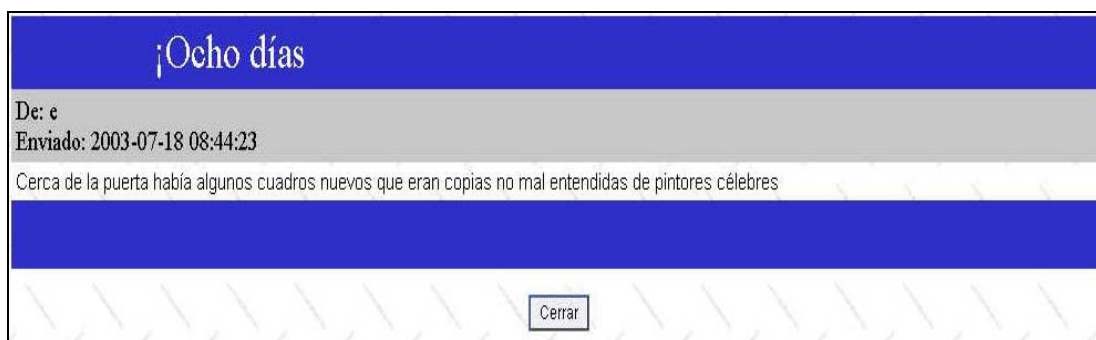 ¡Ocho días
De: e
Enviado: 2003-07-18 08:44:23
Cerca de la puerta había algunos cuadros nuevos que eran copias no mal entendidas de pintores célebres
Cerrar